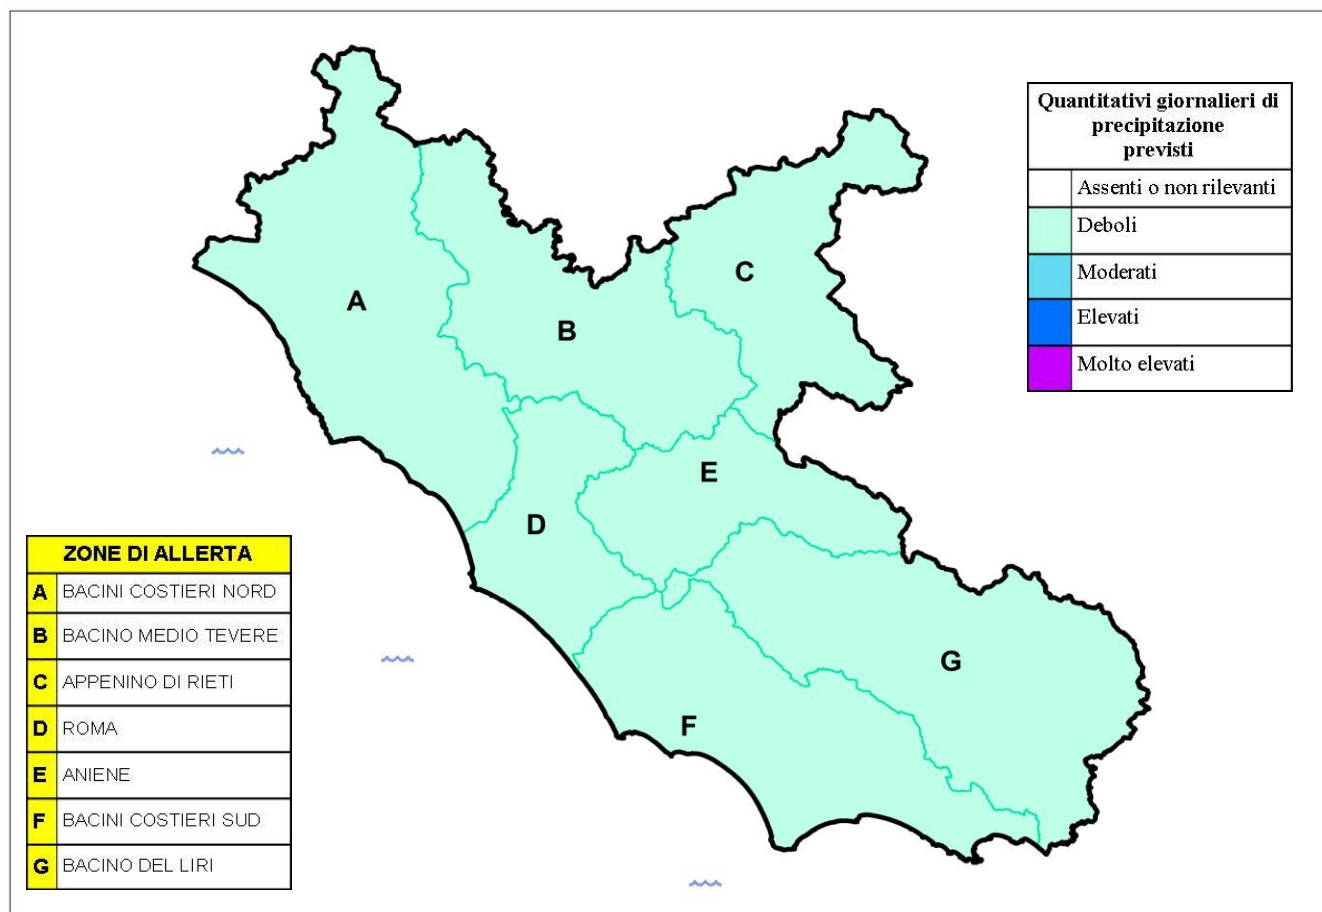 Quantitativi giornalieri di
precipitazione
previsti
Assenti o non rilevanti
Deboli
Moderati
Elevati
Molto elevati
A
B
C
D
E
F
G
ZONE DI ALLERTA
A BACINI COSTIERI NORD
B BACINO MEDIO TEVERE
C APPENINO DI RIETI
D ROMA
E ANIENE
F BACINI COSTIERI SUD
G BACINO DEL LIRI